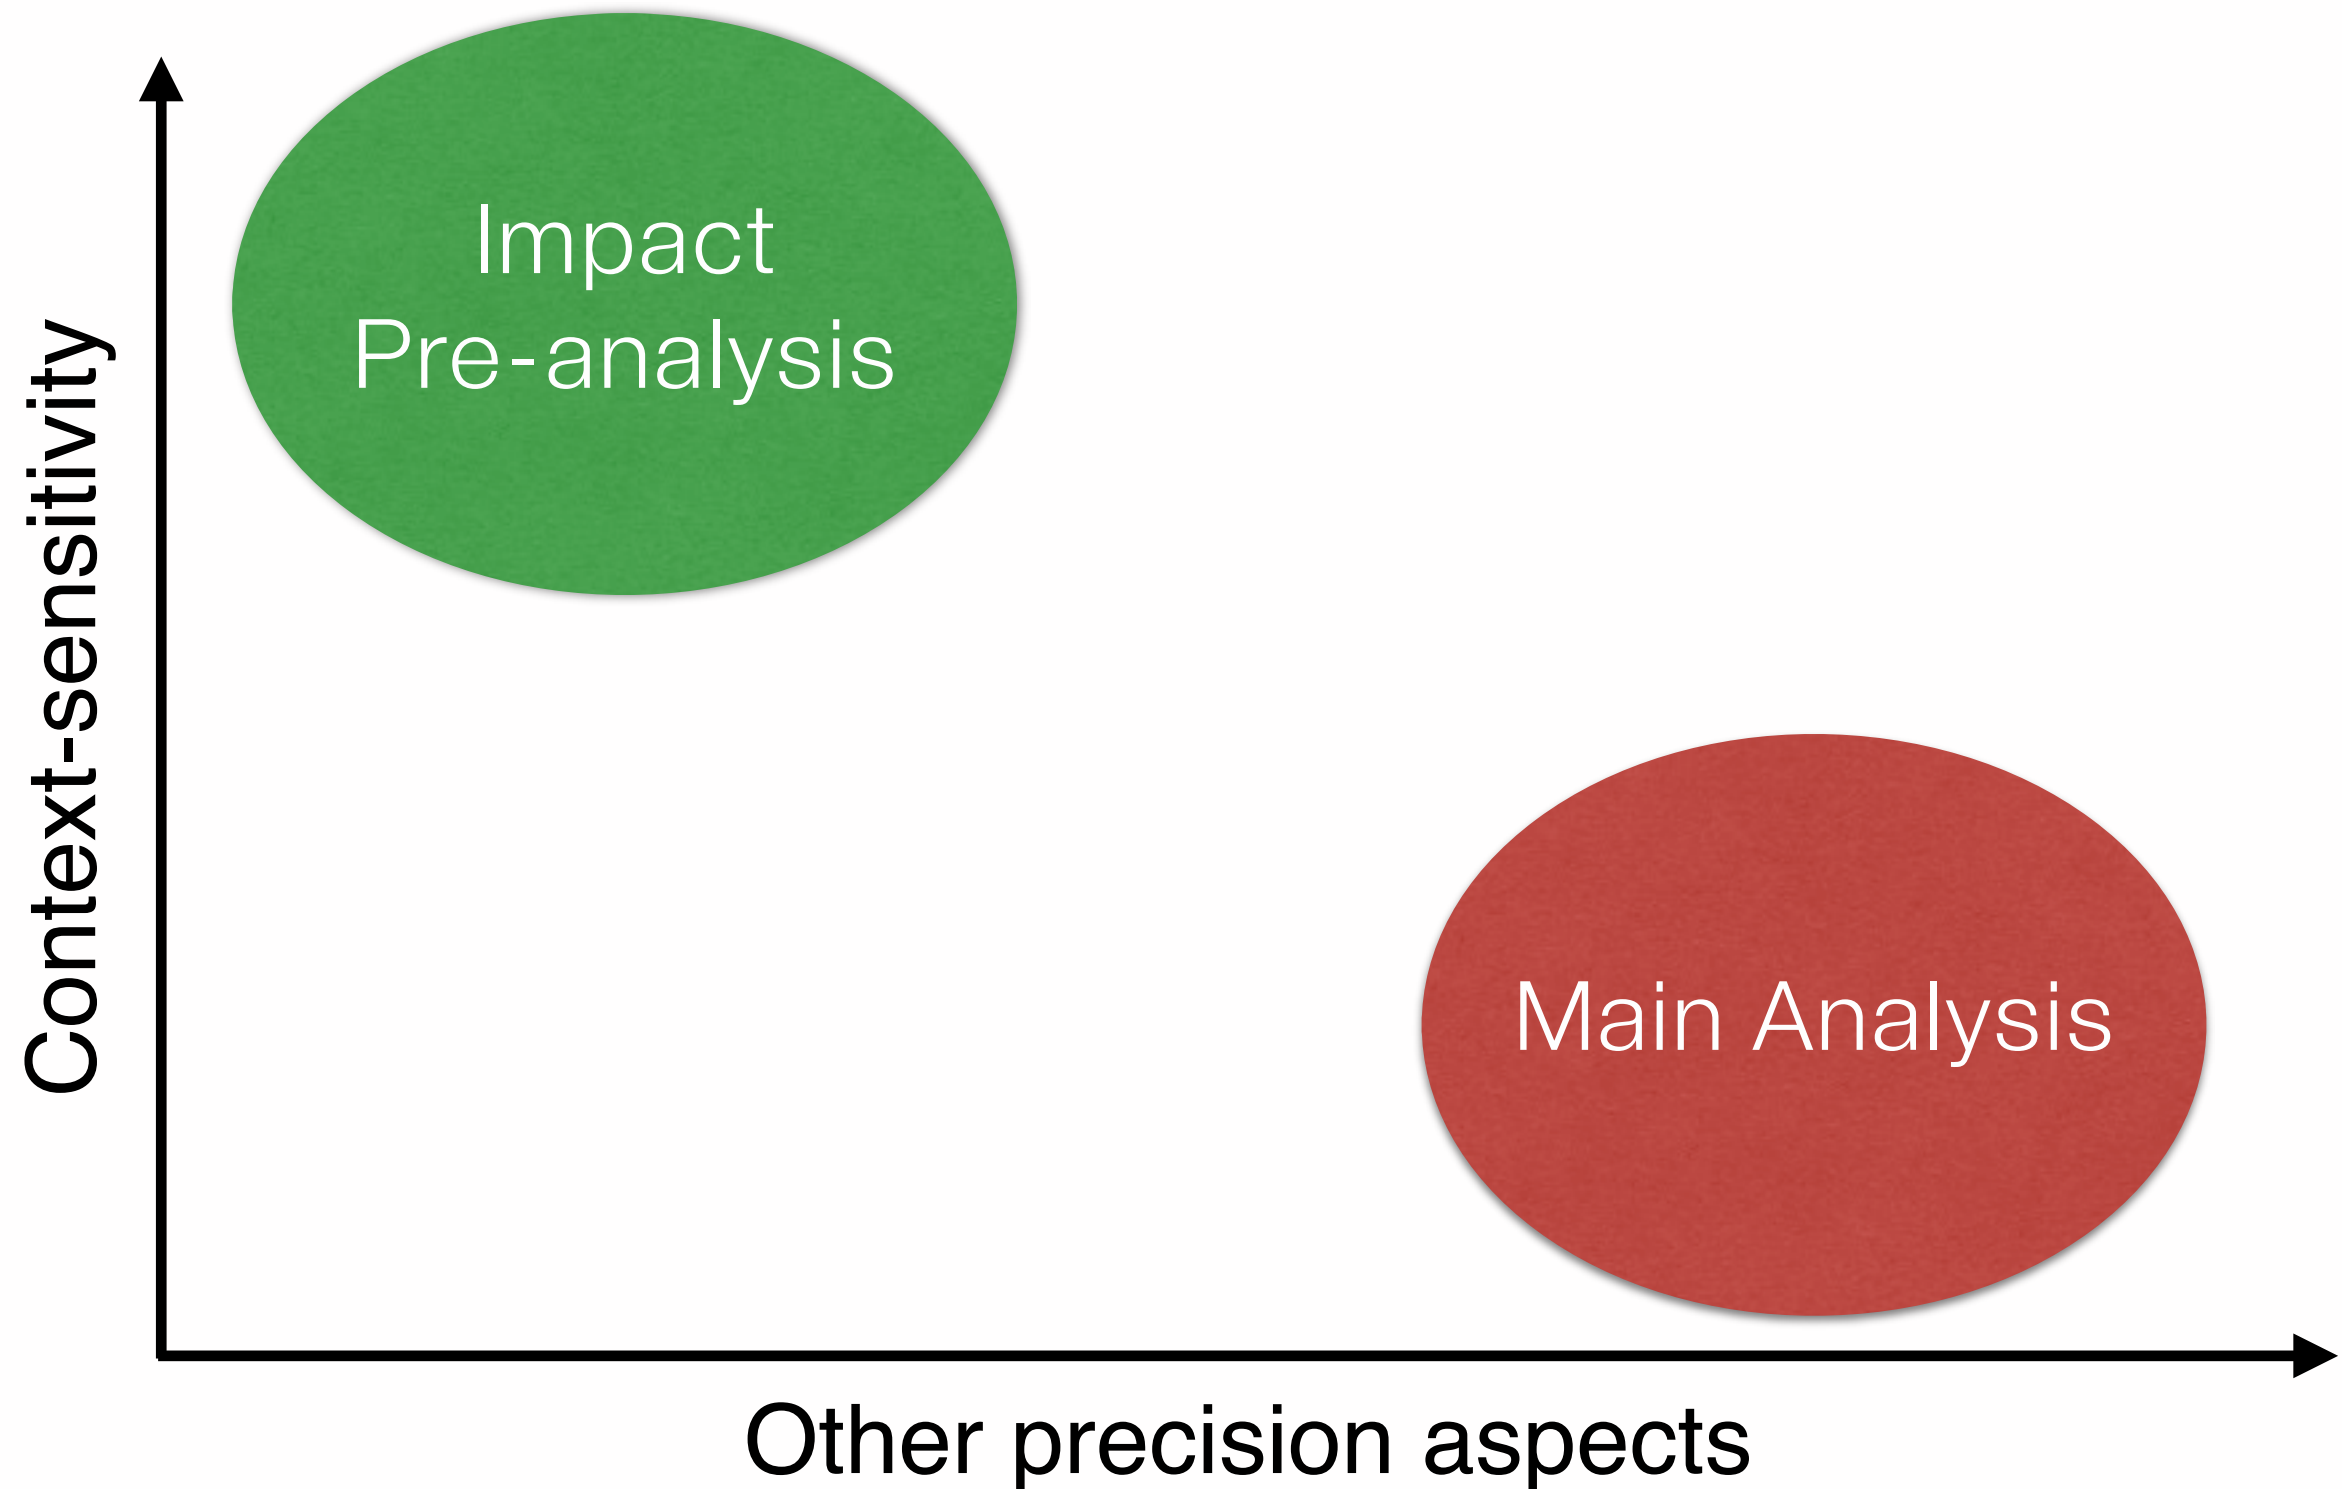 Impact
Pre-analysis
Context-sensitivity
Main Analysis
Other precision aspects